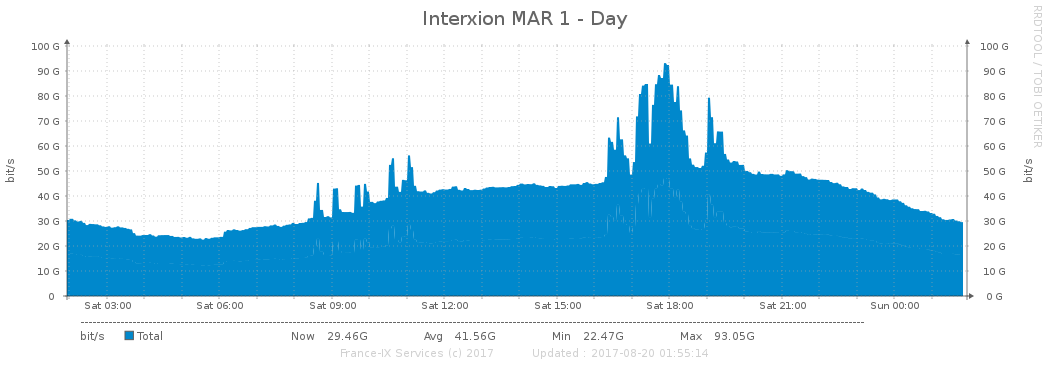 Interxion MAR 1 - Day
RRDTOOL / TOBI OETIKER
bit/s
bit/s
100 G 100 G
90 G 90 G
80 G 80 G
70 G 70 G
60 G 60 G
50 G 50 G
40 G 40 G
30 G 30 G
20 G 20 G
10 G 10 G
0 0 G
Sat 03:00 Sat 06:00 Sat 09:00 Sat 12:00 Sat 15:00 Sat 18:00 Sat 21:00 Sun 00:00
bit/s Total Now 29.46G Avg 41.56G Min 22.47G Max 93.05G
France-IX Services (c) 2017 Updated : 2017-08-20 01:55:14